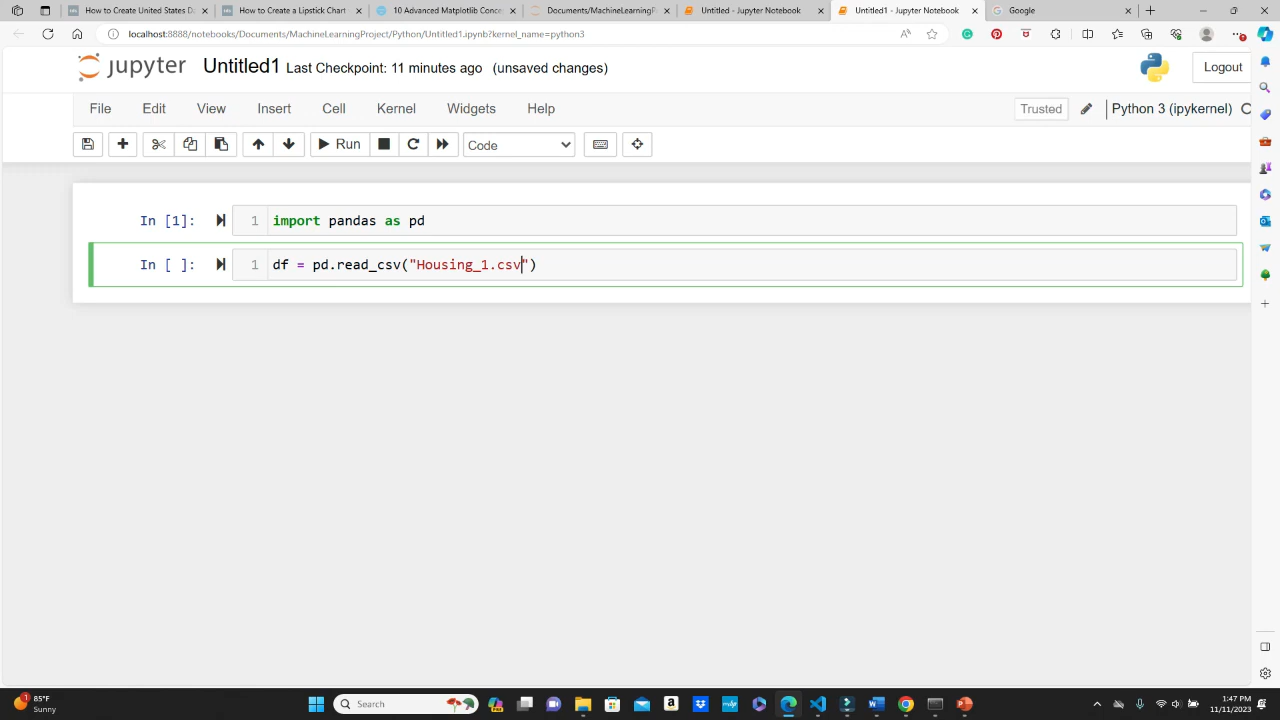 How to Create United States D
How to Create a Lipstick Chart
10 Advanced Matplotlib Conce
Documents/MachineLearningP
Untitled - Jupyter Notebook
Untitled1 - Jupyter Notebook
Google
localhost:8888/notebooks/Documents/MachineLearningProject/Python/Untitled1.ipynb?kernel_name=python3
jupyter Untitled1 Last Checkpoint: 11 minutes ago (unsaved changes)
Logout
File Edit View Insert Cell Kernel Widgets Help
Trusted Python 3 (ipykernel)
Run Code
In [1]: 1 import pandas as pd
In [ ]: 1 df = pd.read_csv("Housing_1.csv")
1 85°F
Sunny
Search
1:47 PM
11/11/2023